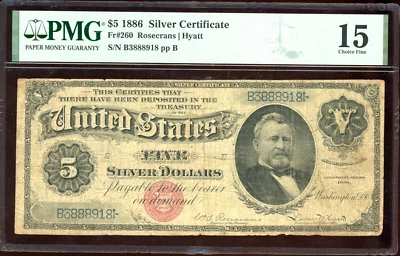 PMG
PAPER MONEY GUARANTY
$5 1886 Silver Certificate
Fr#260 Rosecrans | Hyatt
S/N B3888918 pp B
15
Choice Fine
THIS CERTIFIES THAT
THERE HAVE BEEN DEPOSITED IN THE
TREASURY
OF THE
B3888918
United States
5
FIVE
SILVER DOLLARS
V
Payable to the bearer
on demand
Washington, D.C.
B3888918